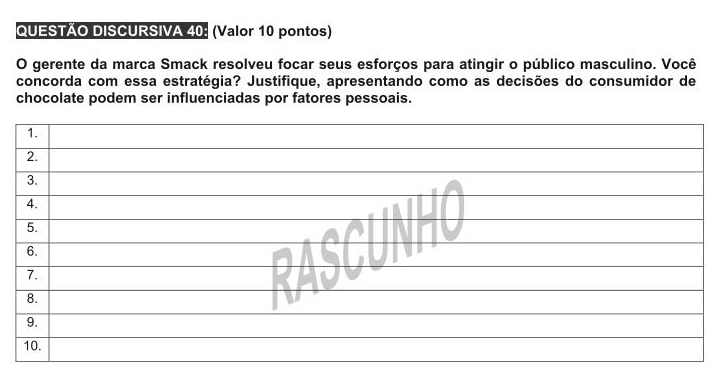 QUESTÃO DISCURSIVA 40: (Valor 10 pontos)
O gerente da marca Smack resolveu focar seus esforços para atingir o público masculino. Você
concorda com essa estratégia? Justifique, apresentando como as decisões do consumidor de
chocolate podem ser influenciadas por fatores pessoais.
1.
2.
3.
4.
5.
6.
7.
8.
9.
10.
RASCUNHO